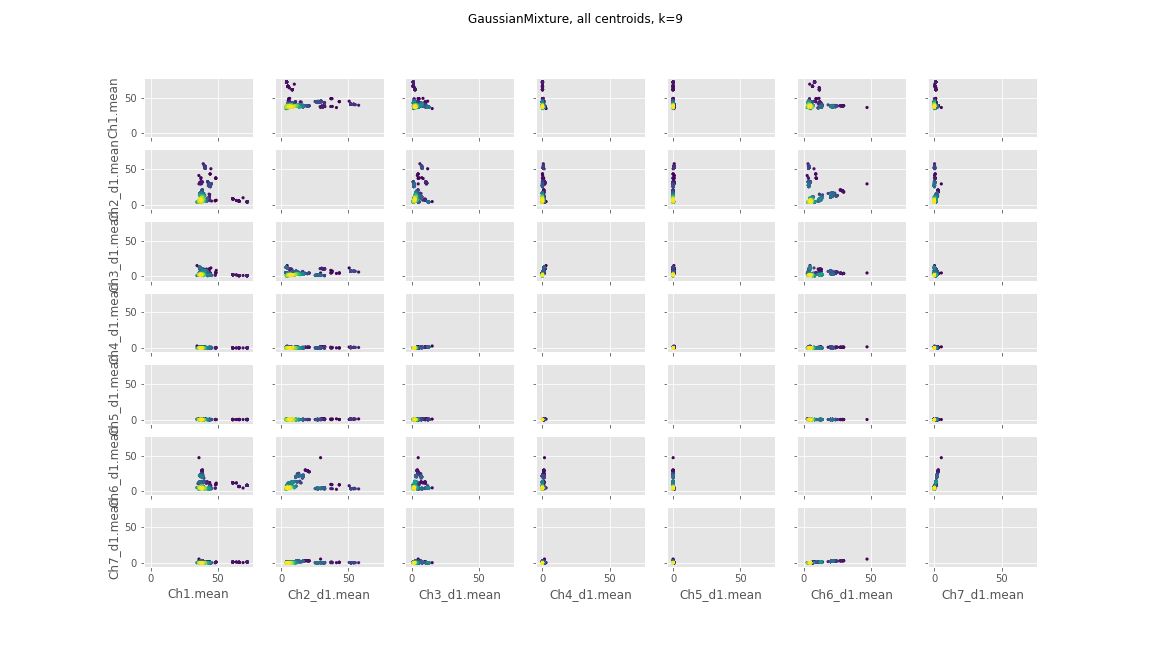 GaussianMixture, all centroids, k=9
50
0
Ch1.mean
50
0
Ch2_d1.mean
50
0
Ch3_d1.mean
50
0
Ch4_d1.mean
50
0
Ch5_d1.mean
50
0
Ch6_d1.mean
50
0
Ch7_d1.mean
0 50 0 50 0 50 0 50 0 50 0 50 0 50
Ch1.mean Ch2_d1.mean Ch3_d1.mean Ch4_d1.mean Ch5_d1.mean Ch6_d1.mean Ch7_d1.mean